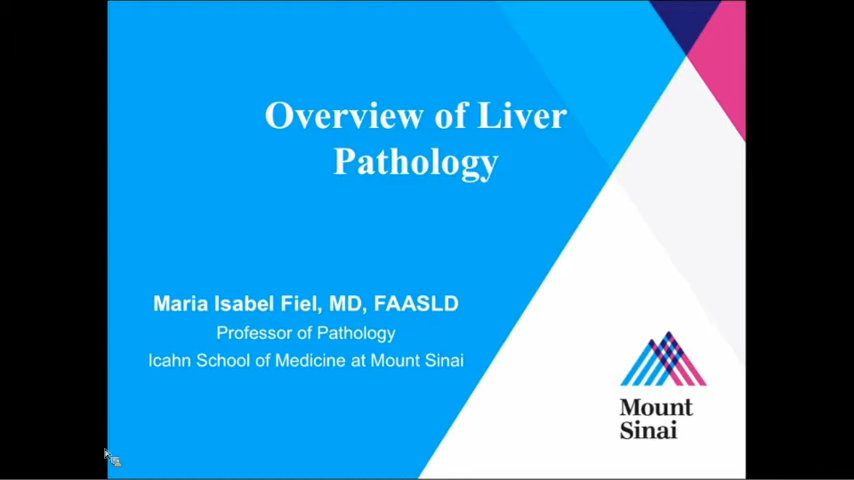 Overview of Liver
Pathology
Maria Isabel Fiel, MD, FAASLD
Professor of Pathology
Icahn School of Medicine at Mount Sinai
Mount
Sinai